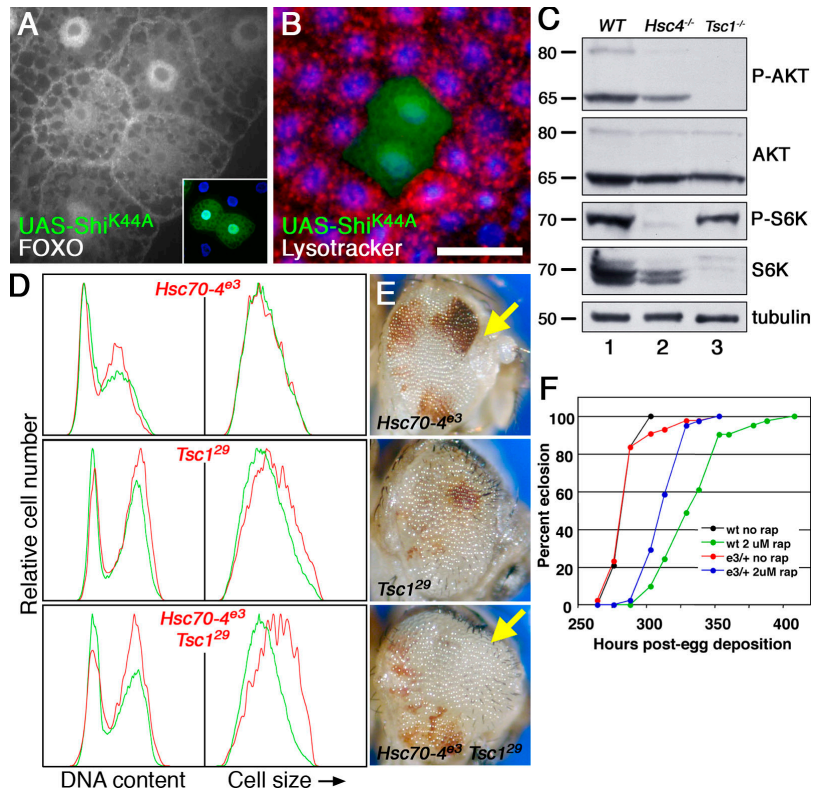 A
UAS-ShiK44A
FOXO
B
UAS-ShiK44A
Lysotracker
C
WT Hsc4-/- Tsc1-/-
80
65
P-AKT
80
65
AKT
70
P-S6K
70
S6K
50
tubulin
1 2 3
D
Relative cell number
Hsc70-4e3
Tsc129
Hsc70-4e3
Tsc129
DNA content
Cell size →
E
Hsc70-4e3
Tsc129
Hsc70-4e3 Tsc129
F
Percent eclosion
100
80
60
40
20
0
wt no rap
wt 2 uM rap
e3/+ no rap
e3/+ 2uM rap
250 300 350 400
Hours post-egg deposition